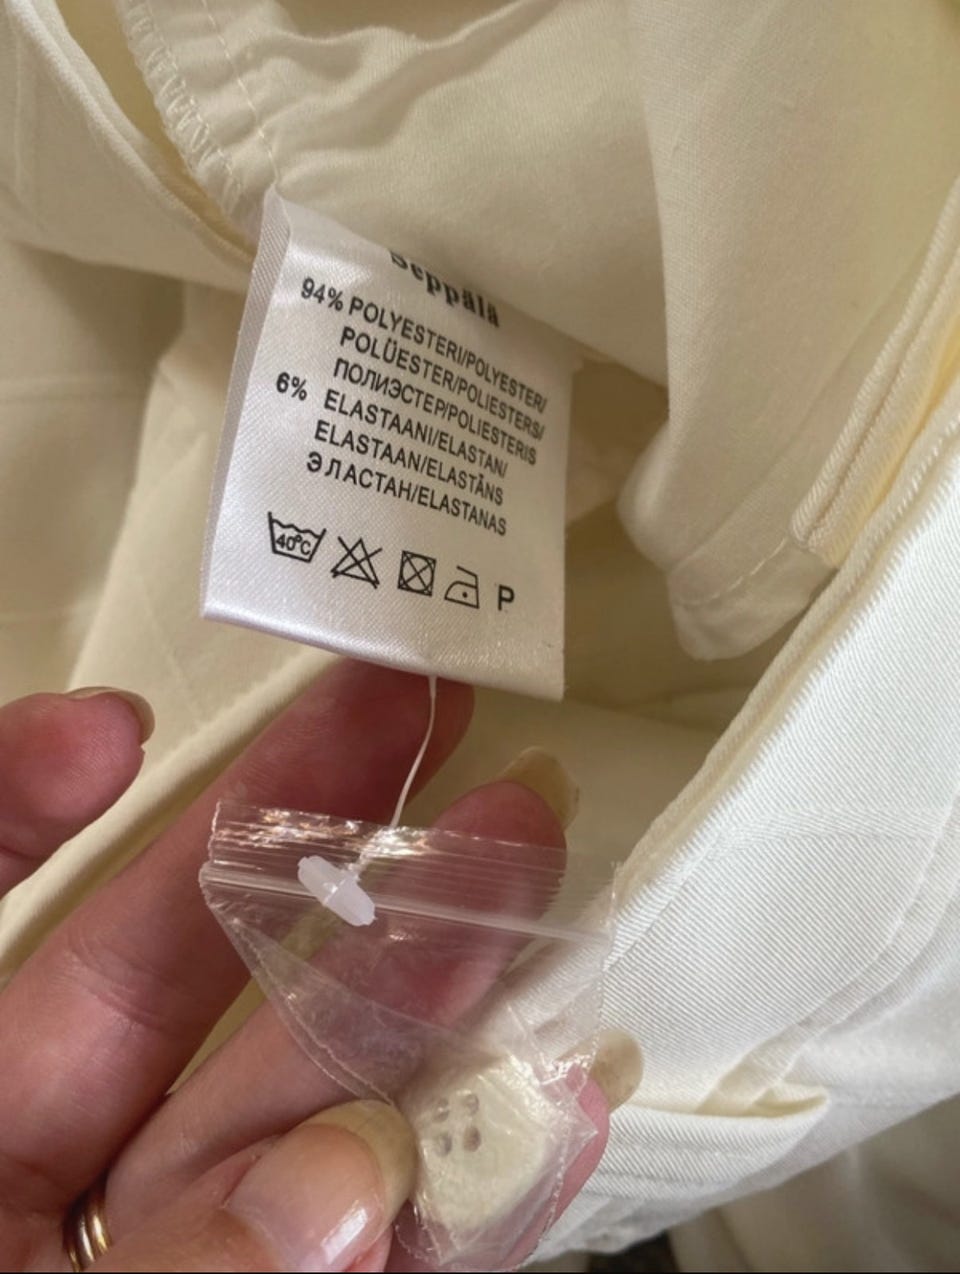 Seppälä
94% POLYESTERI/POLYESTER/
POLÜESTER/POLIESTERS/
ПОЛИЭСТЕР/POLIESTERIS
6% ELASTAANI/ELASTAN/
ELASTAAN/ELASTĀNS
ЭЛАСТАН/ELASTANAS
40°C
P